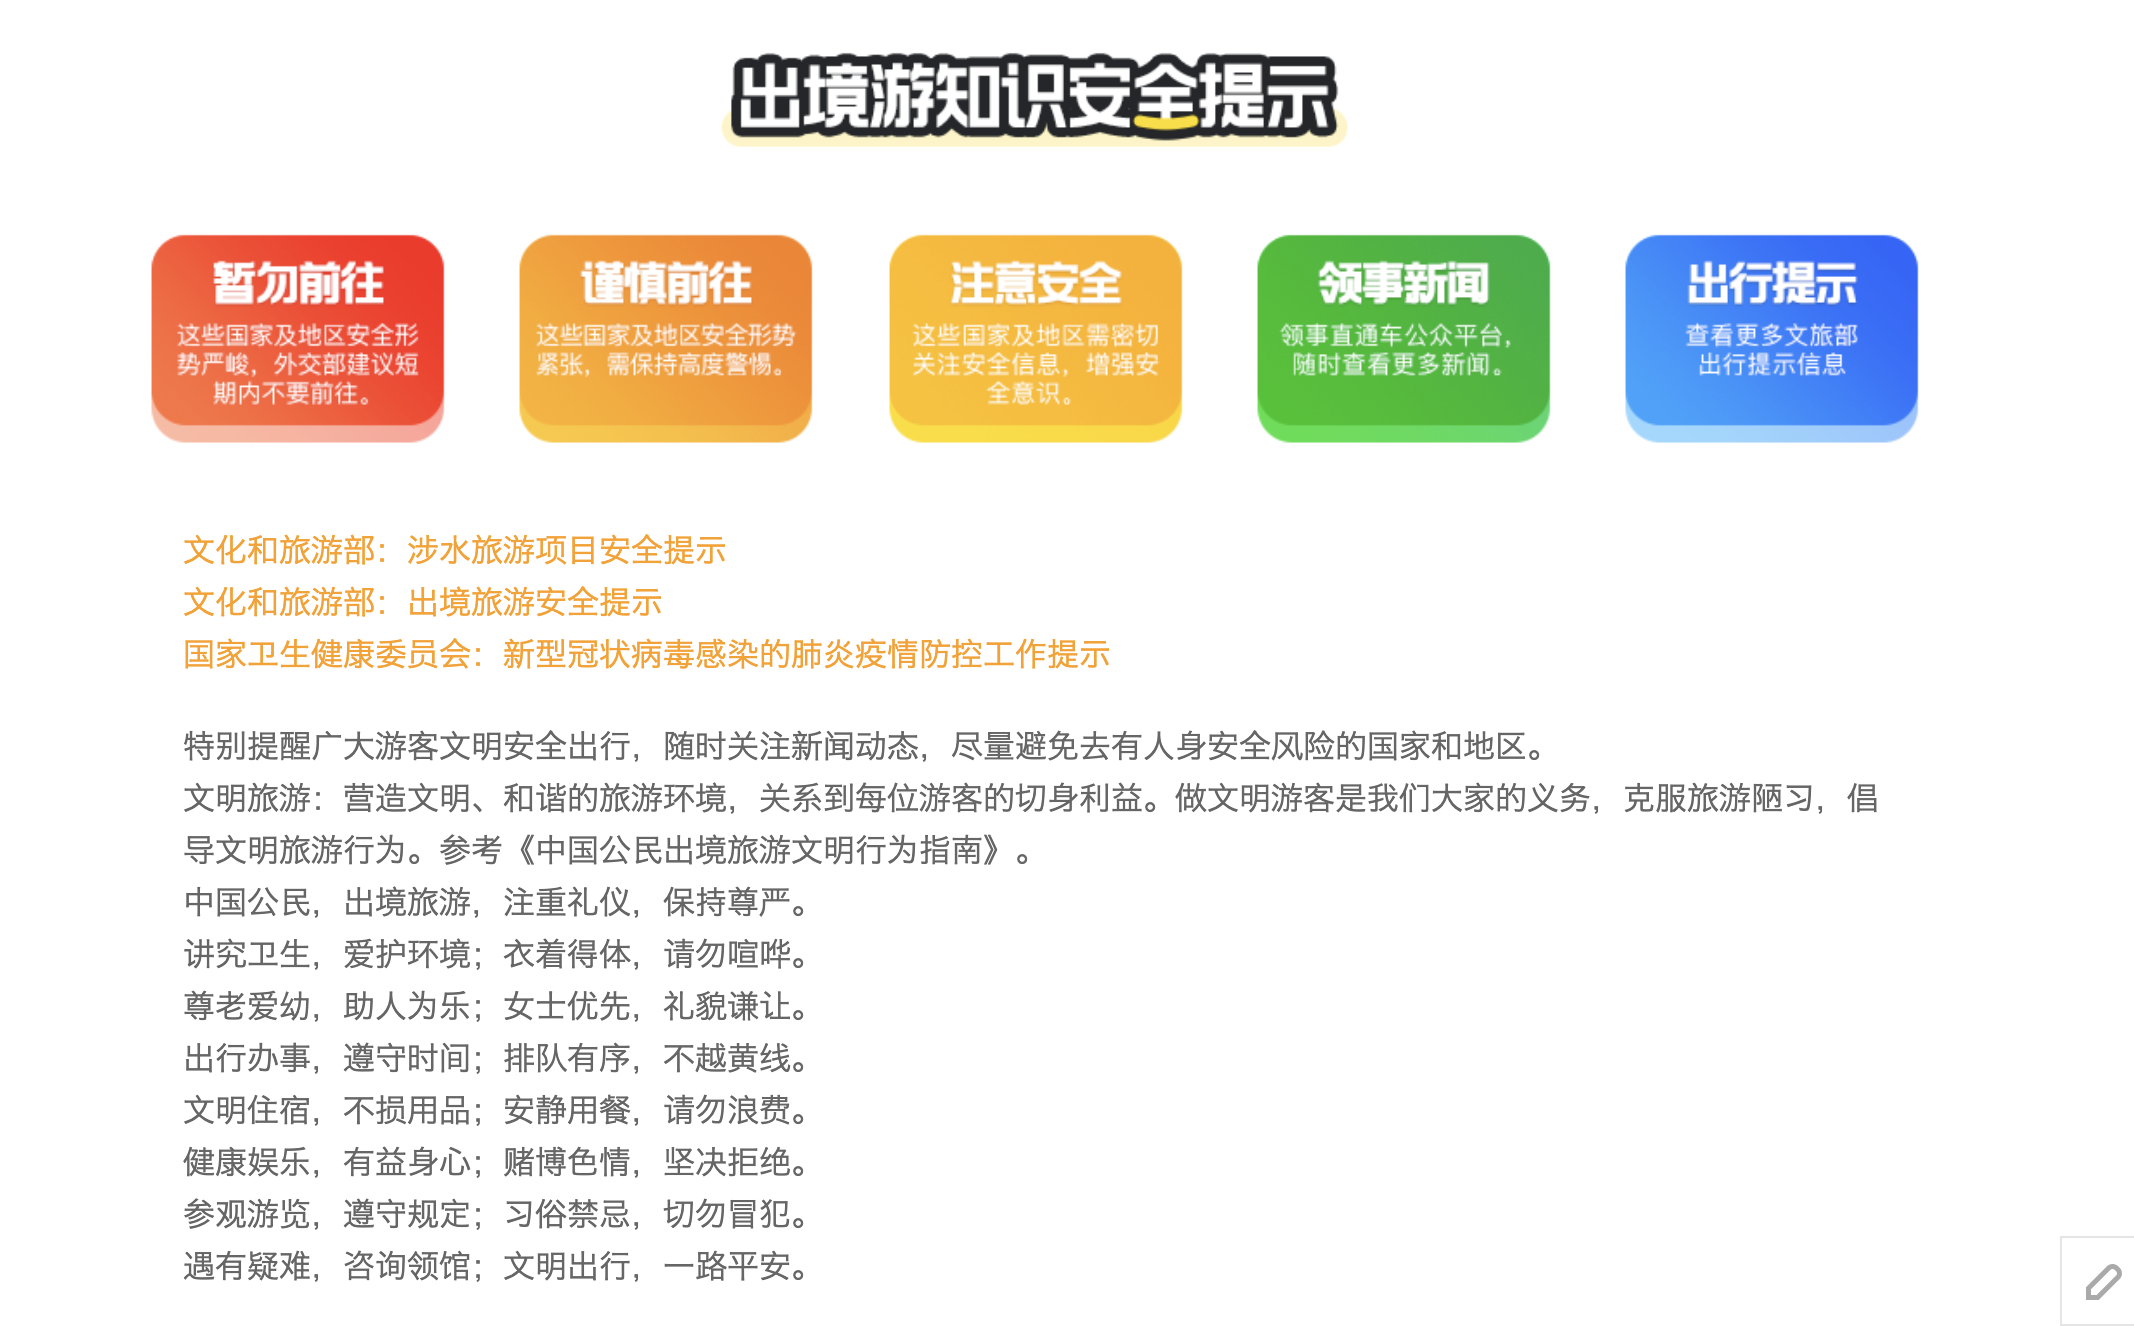 出境游知识安全提示
暂勿前往
这些国家及地区安全形
势严峻，外交部建议短
期内不要前往。
谨慎前往
这些国家及地区安全形势
紧张，需保持高度警惕。
注意安全
这些国家及地区需密切
关注安全信息，增强安
全意识。
领事新闻
领事直通车公众平台，
随时查看更多新闻。
出行提示
查看更多文旅部
出行提示信息
文化和旅游部：涉水旅游项目安全提示
文化和旅游部：出境旅游安全提示
国家卫生健康委员会：新型冠状病毒感染的肺炎疫情防控工作提示
特别提醒广大游客文明安全出行，随时关注新闻动态，尽量避免去有人身安全风险的国家和地区。
文明旅游：营造文明、和谐的旅游环境，关系到每位游客的切身利益。做文明游客是我们大家的义务，克服旅游陋习，倡
导文明旅游行为。参考《中国公民出境旅游文明行为指南》。
中国公民，出境旅游，注重礼仪，保持尊严。
讲究卫生，爱护环境；衣着得体，请勿喧哗。
尊老爱幼，助人为乐；女士优先，礼貌谦让。
出行办事，遵守时间；排队有序，不越黄线。
文明住宿，不损用品；安静用餐，请勿浪费。
健康娱乐，有益身心；赌博色情，坚决拒绝。
参观游览，遵守规定；习俗禁忌，切勿冒犯。
遇有疑难，咨询领馆；文明出行，一路平安。